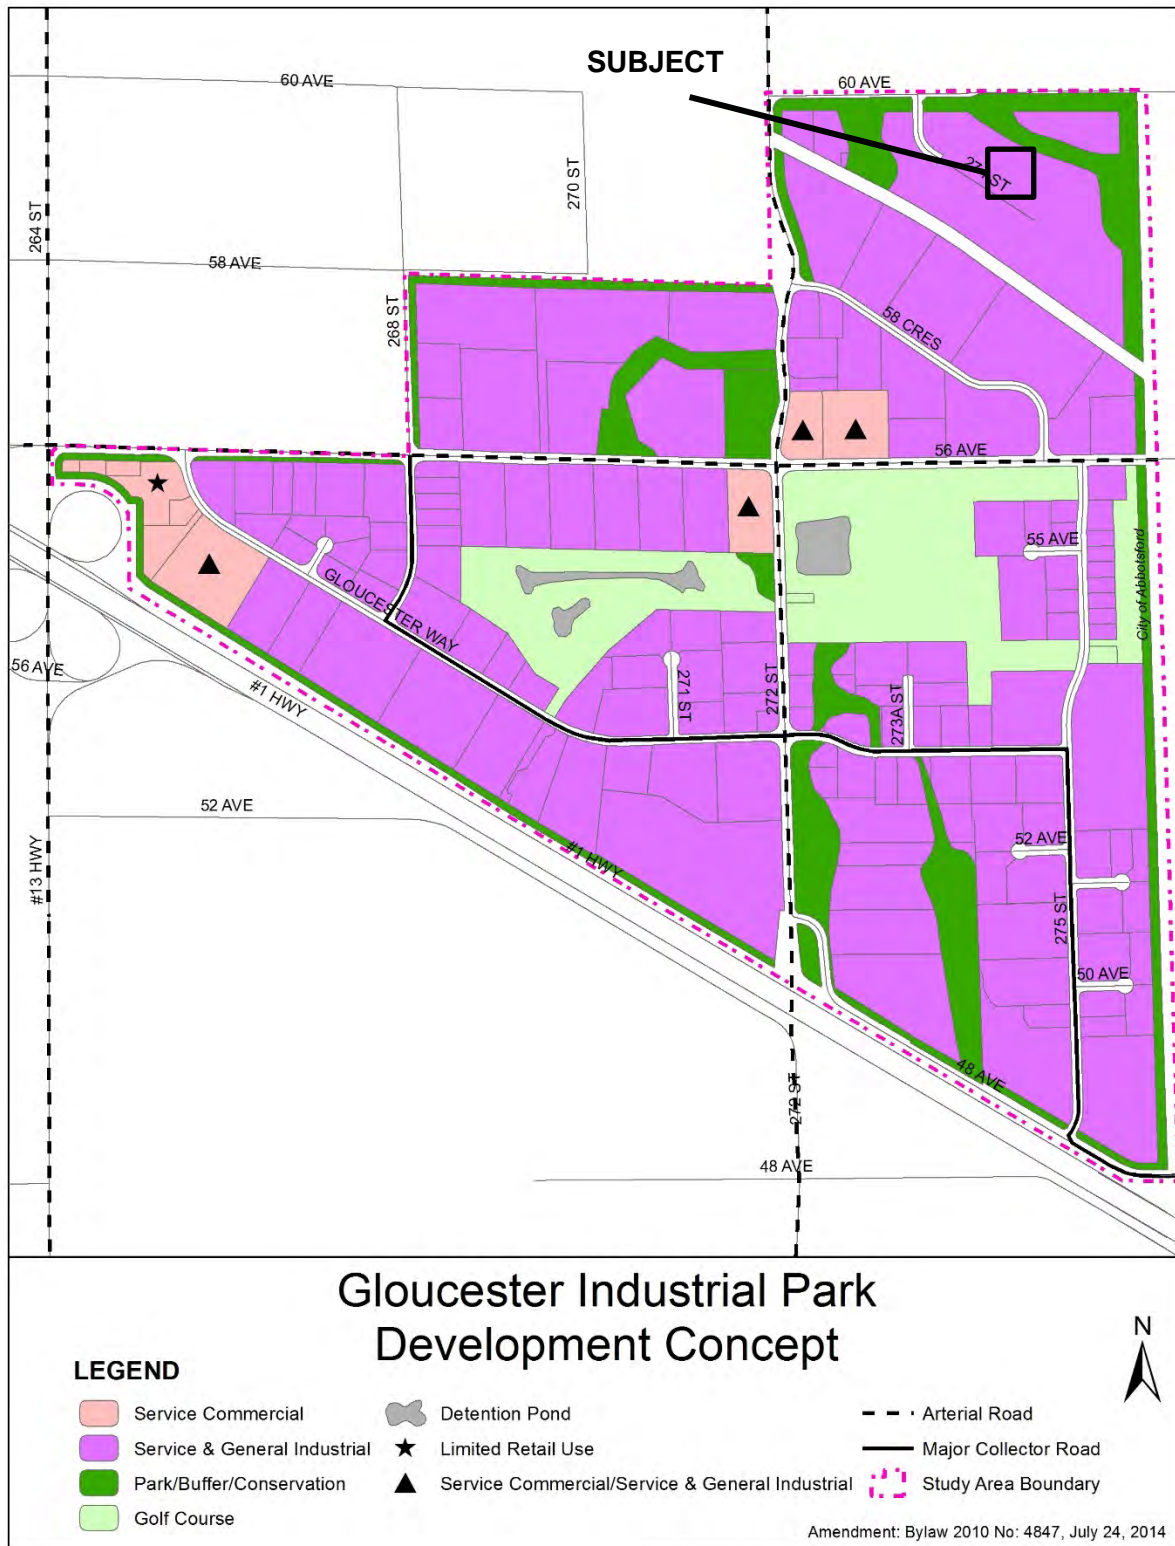 SUBJECT
60 AVE
60 AVE
270 ST
264 ST
58 AVE
268 ST
58 CRES
56 AVE
55 AVE
City of Abbotsford
GLOUCESTER WAY
271 ST
272 ST
273A ST
56 AVE
#1 HWY
52 AVE
#13 HWY
#1 HWY
52 AVE
275 ST
50 AVE
48 AVE
272 ST
48 AVE
Gloucester Industrial Park
Development Concept
N
LEGEND
Service Commercial
Service & General Industrial
Park/Buffer/Conservation
Golf Course
Detention Pond
Limited Retail Use
Service Commercial/Service & General Industrial
Arterial Road
Major Collector Road
Study Area Boundary
Amendment: Bylaw 2010 No: 4847, July 24, 2014